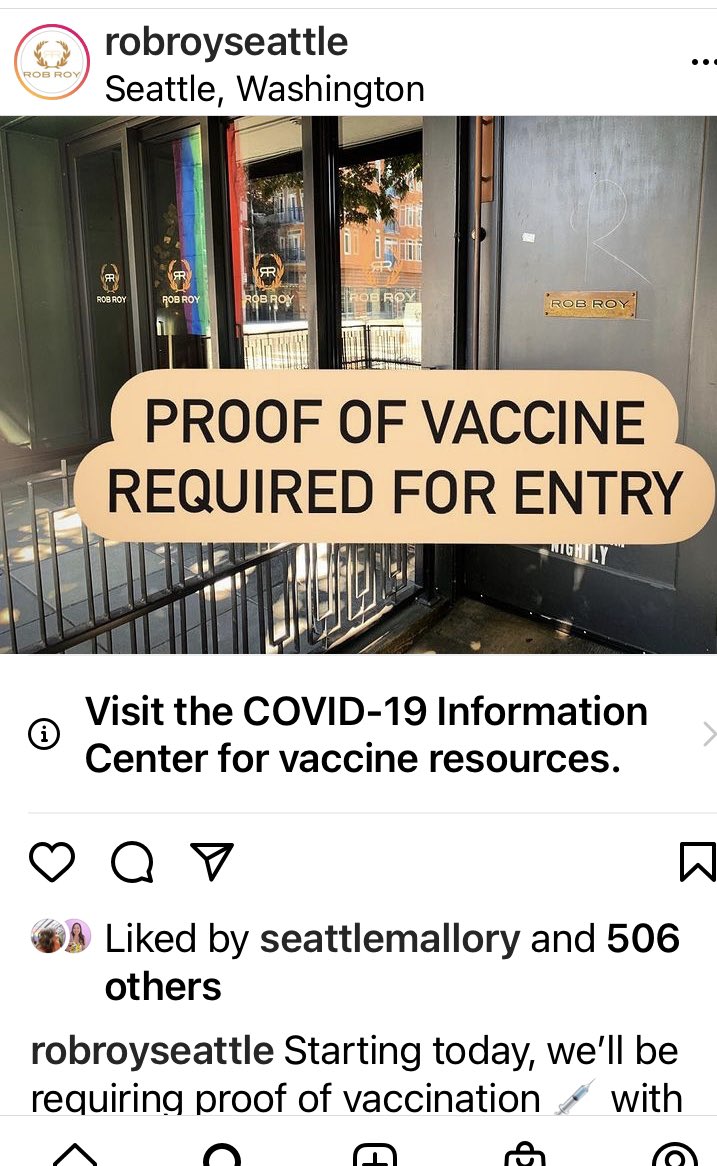 robroyseattle
ROB ROY
Seattle, Washington
RR RR RR RR
ROB ROY ROB ROY ROB ROY ROB ROY
ROB ROY
PROOF OF VACCINE
REQUIRED FOR ENTRY
NIGHTLY
Visit the COVID-19 Information
Center for vaccine resources.
Liked by seattlemallory and 506
others
robroyseattle Starting today, we’ll be
requiring proof of vaccination 💉 with